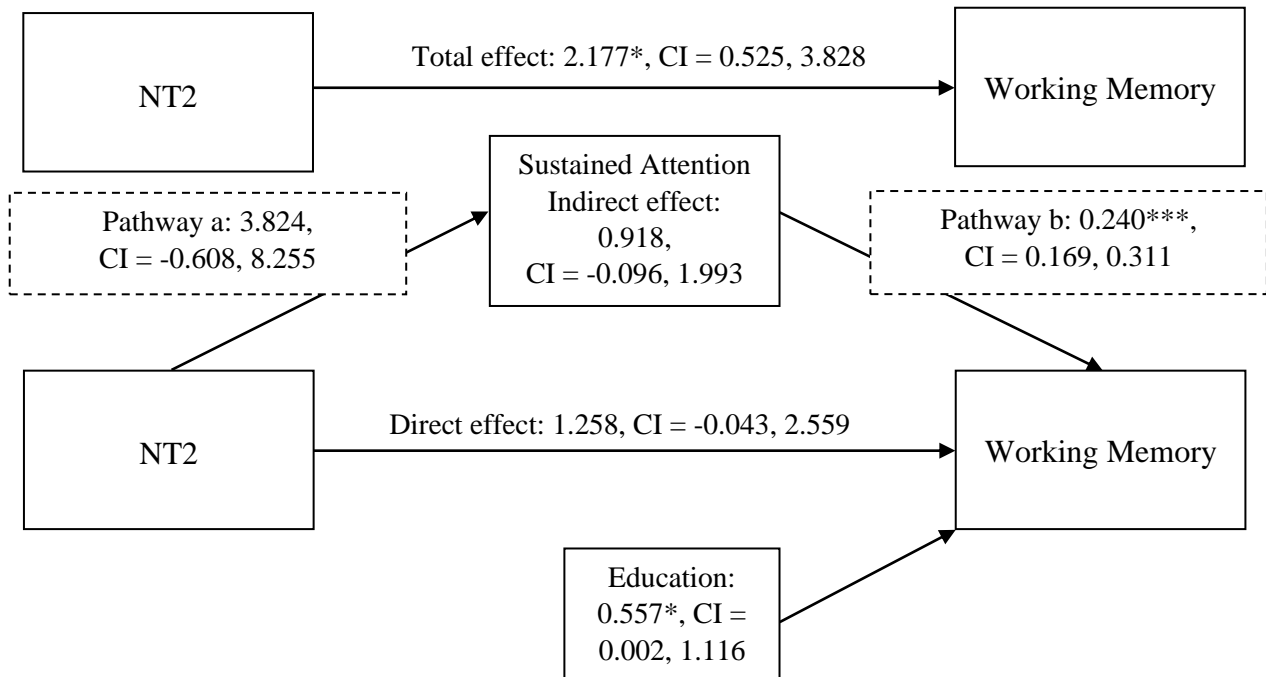 Total effect: 2.177*, CI = 0.525, 3.828
NT2
Working Memory
Sustained Attention
Indirect effect:
0.918,
CI = -0.096, 1.993
Pathway a: 3.824,
CI = -0.608, 8.255
Pathway b: 0.240***,
CI = 0.169, 0.311
Direct effect: 1.258, CI = -0.043, 2.559
NT2
Working Memory
Education:
0.557*, CI =
0.002, 1.116